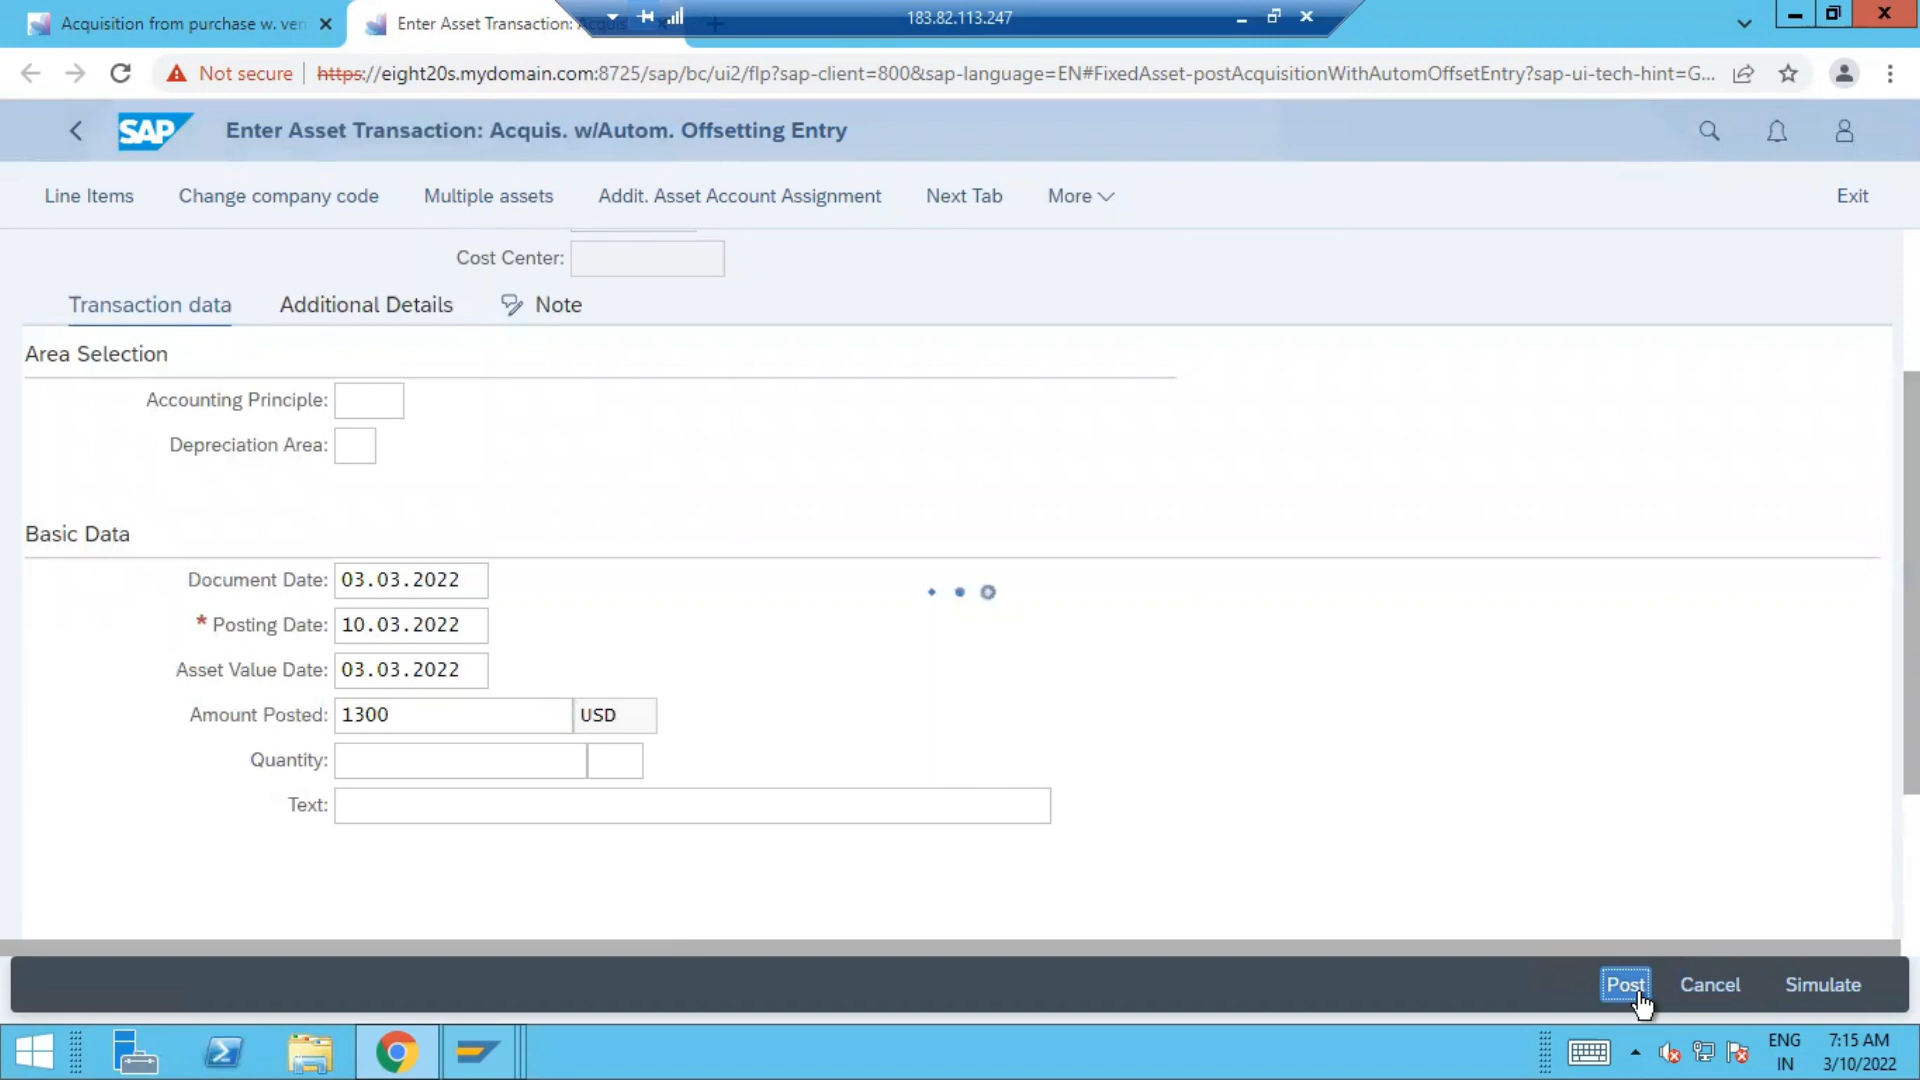 Acquisition from purchase w. ven
Enter Asset Transaction: Acquis
183.82.113.247
Not secure
https://eight20s.mydomain.com:8725/sap/bc/ui2/flp?sap-client=800&sap-language=EN#FixedAsset-postAcquisitionWithAutomOffsetEntry?sap-ui-tech-hint=G...
SAP
Enter Asset Transaction: Acquis. w/Autom. Offsetting Entry
Line Items
Change company code
Multiple assets
Addit. Asset Account Assignment
Next Tab
More
Exit
Cost Center:
Transaction data
Additional Details
Note
Area Selection
Accounting Principle:
Depreciation Area:
Basic Data
Document Date: 03.03.2022
* Posting Date: 10.03.2022
Asset Value Date: 03.03.2022
Amount Posted: 1300 USD
Quantity:
Text:
Post
Cancel
Simulate
ENG
IN
7:15 AM
3/10/2022